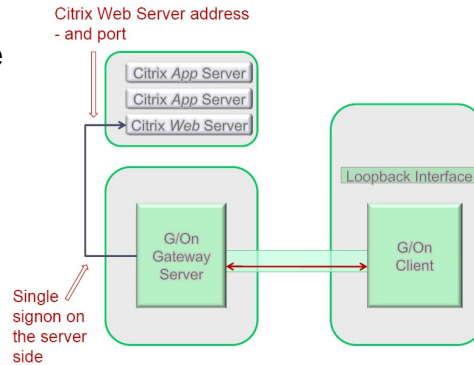 Citrix Web Server address
- and port
e
Citrix App Server
Citrix App Server
Citrix Web Server
Loopback Interface
G/On
Gateway
Server
G/On
Client
Single
signon on
the server
side